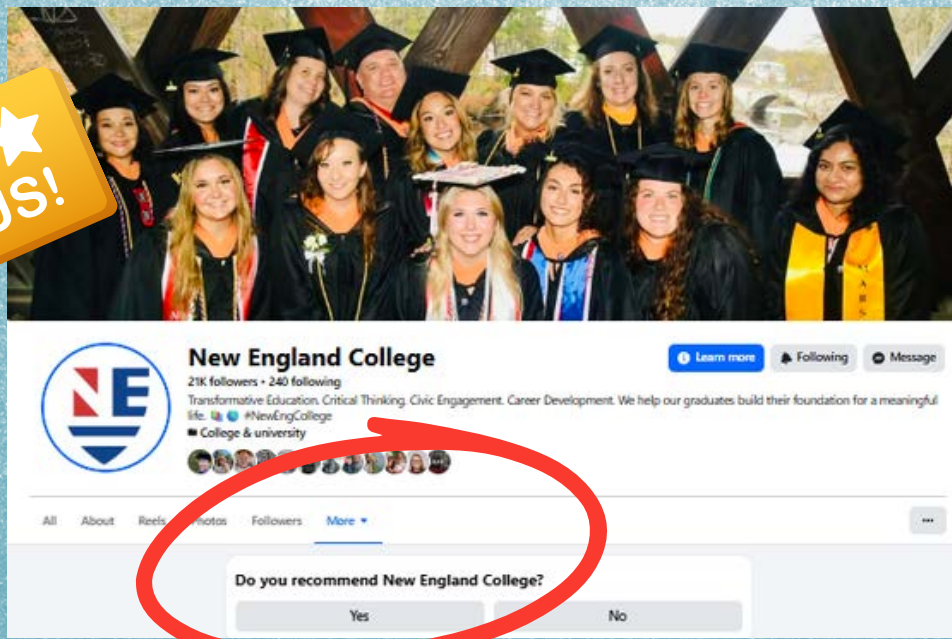 New England College
Learn more
Following
Message
21K followers • 240 following
Transformative Education. Critical Thinking. Civic Engagement. Career Development. We help our graduates build their foundation for a meaningful
life. 📚 🌎 #NewEngCollege
College & university
NE
All About Reels Photos Followers More
Do you recommend New England College?
Yes No